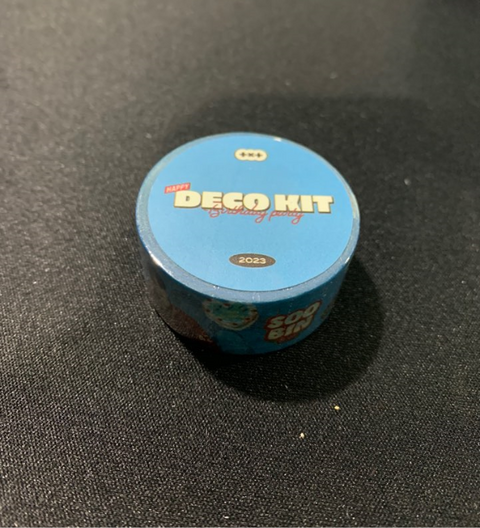 +×+
HAPPY
DECO KIT
Birthday party
2023
SOO
BIN